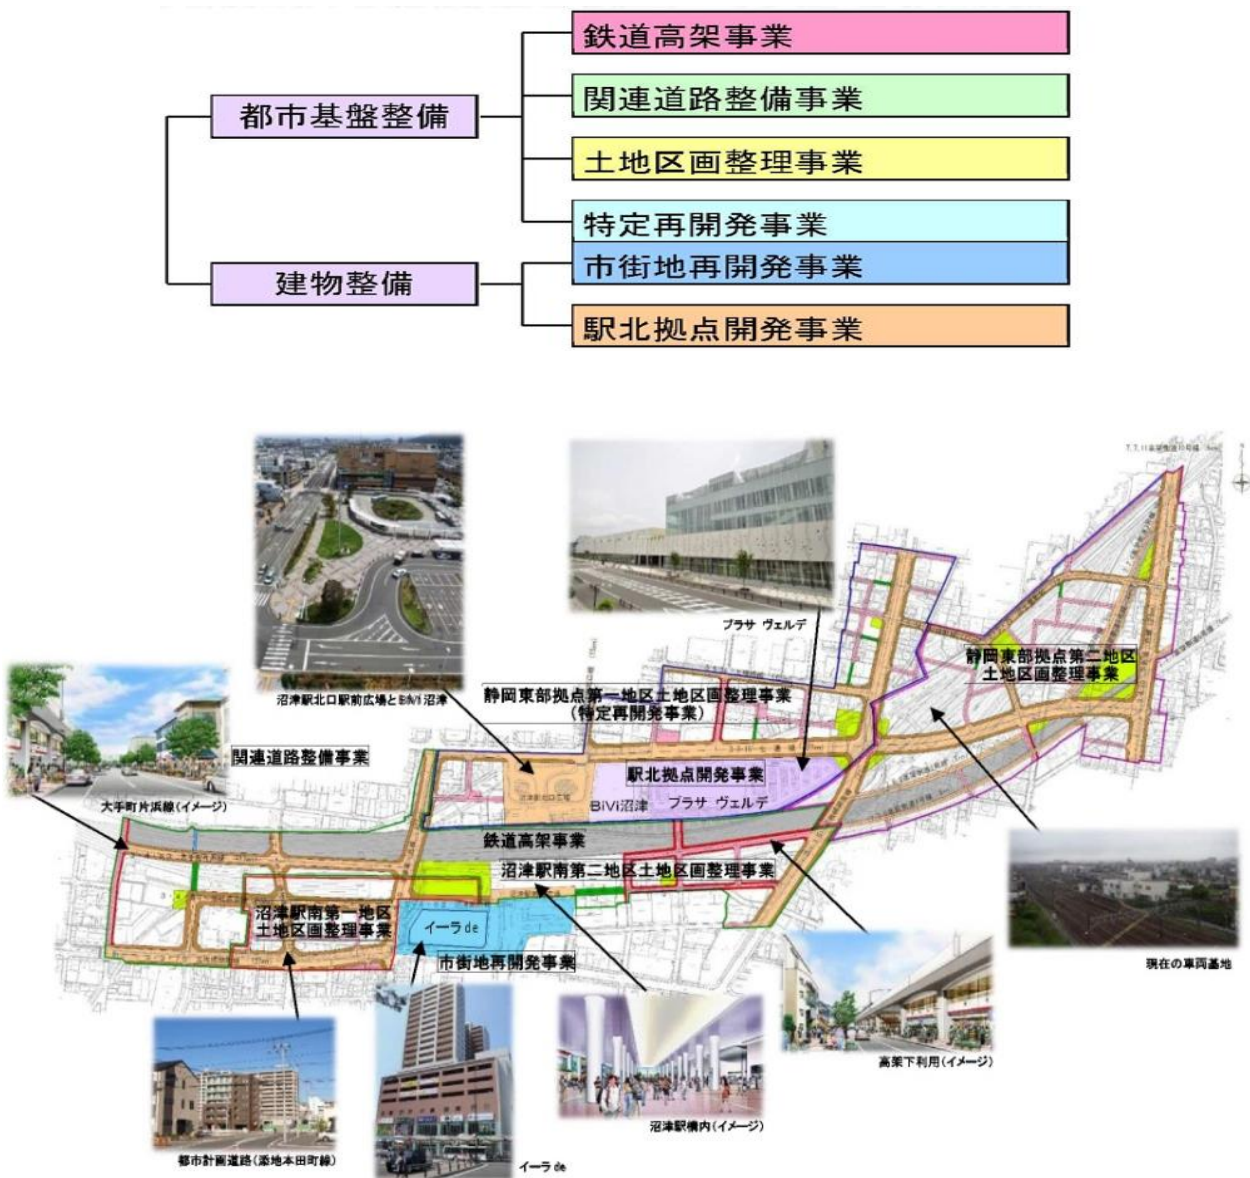 鉄道高架事業
関連道路整備事業
都市基盤整備
土地区画整理事業
特定再開発事業
市街地再開発事業
建物整備
駅北拠点開発事業
プラサ ヴェルデ
沼津駅北口駅前広場とBiVi沼津
静岡東部拠点第一地区土地区画整理事業
(特定再開発事業)
静岡東部拠点第二地区
土地区画整理事業
関連道路整備事業
大手町片浜線(イメージ)
駅北拠点開発事業
BiVi沼津
プラサ ヴェルデ
鉄道高架事業
沼津駅南第二地区土地区画整理事業
沼津駅南第一地区
土地区画整理事業
イーラde
市街地再開発事業
現在の車両基地
高架下利用(イメージ)
沼津駅構内(イメージ)
都市計画道路(添地本田町線)
イーラde